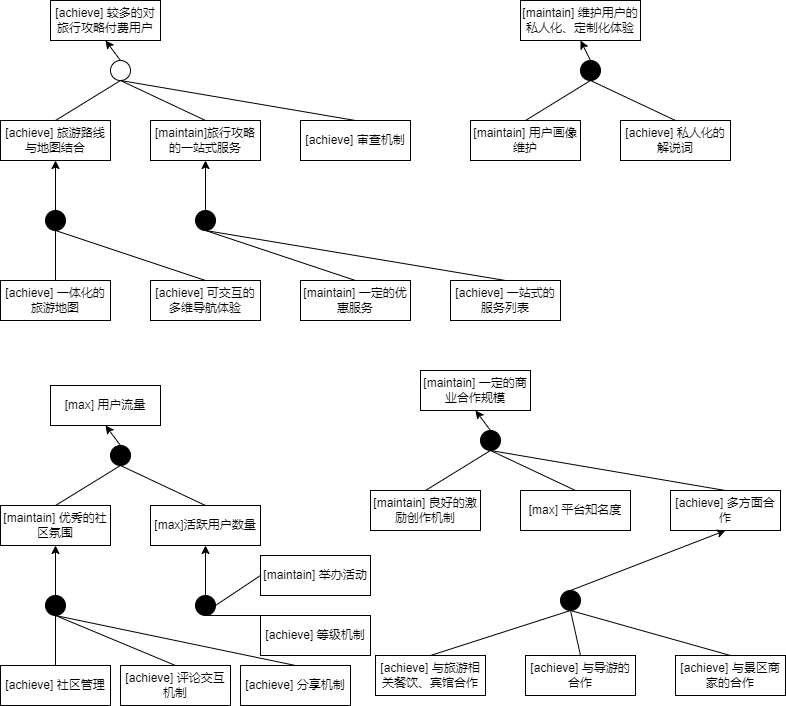 [achieve] 较多的对
旅行攻略付费用户
[maintain] 维护用户的
私人化、定制化体验
[achieve] 旅游路线
与地图结合
[maintain]旅行攻略
的一站式服务
[achieve] 审查机制
[maintain] 用户画像
维护
[achieve] 私人化的
解说词
[achieve] 一体化的
旅游地图
[achieve] 可交互的
多维导航体验
[maintain] 一定的优
惠服务
[achieve] 一站式的
服务列表
[max] 用户流量
[maintain] 一定的商
业合作规模
[maintain] 优秀的社
区氛围
[max]活跃用户数量
[maintain] 良好的激
励创作机制
[max] 平台知名度
[achieve] 多方面合
作
[maintain] 举办活动
[achieve] 等级机制
[achieve] 社区管理
[achieve] 评论交互
机制
[achieve] 分享机制
[achieve] 与旅游相
关餐饮、宾馆合作
[achieve] 与导游的
合作
[achieve] 与景区商
家的合作